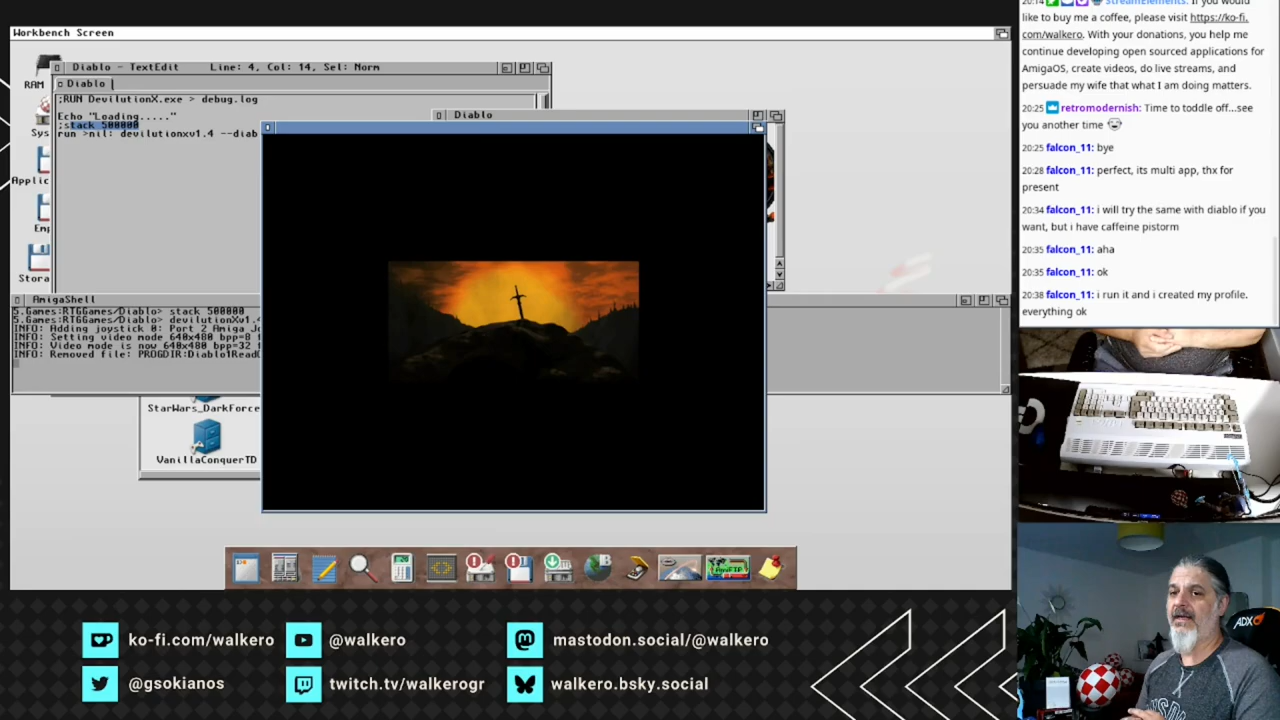 Workbench Screen
Diablo - TextEdit Line: 4, Col: 14, Sel: Norm
Diablo
;RUN DevilutionX.exe > debug.log
Echo "Loading....."
;stack 500000
run >nil: devilutionxv1.4 --diab
RAM
Sys
Applic
Emp
Stora
Diablo
AmigaShell
5.Games:RTGGames/Diablo> stack 500000
5.Games:RTGGames/Diablo> devilutionXv1.4
INFO: Adding joystick 0: Port 2 Amiga Jo
INFO: Setting video mode 640x480 bpp=8 f
INFO: Video mode is now 640x480 bpp=32 f
INFO: Removed file: PROGDIR:Diablo1ReadO
StarWars_DarkForce
VanillaConquerTD
20:14 StreamElements: If you would
like to buy me a coffee, please visit https://ko-fi.
com/walkero. With your donations, you help me
continue developing open sourced applications for
AmigaOS, create videos, do live streams, and
persuade my wife that what I am doing matters.
20:25 retromodernish: Time to toddle off...see
you another time
20:25 falcon_11: bye
20:28 falcon_11: perfect, its multi app, thx for
present
20:34 falcon_11: i will try the same with diablo if you
want, but i have caffeine pistorm
20:35 falcon_11: aha
20:35 falcon_11: ok
20:38 falcon_11: i run it and i created my profile.
everything ok
ko-fi.com/walkero
@walkero
mastodon.social/@walkero
@gsokianos
twitch.tv/walkerogr
walkero.bsky.social
ADX